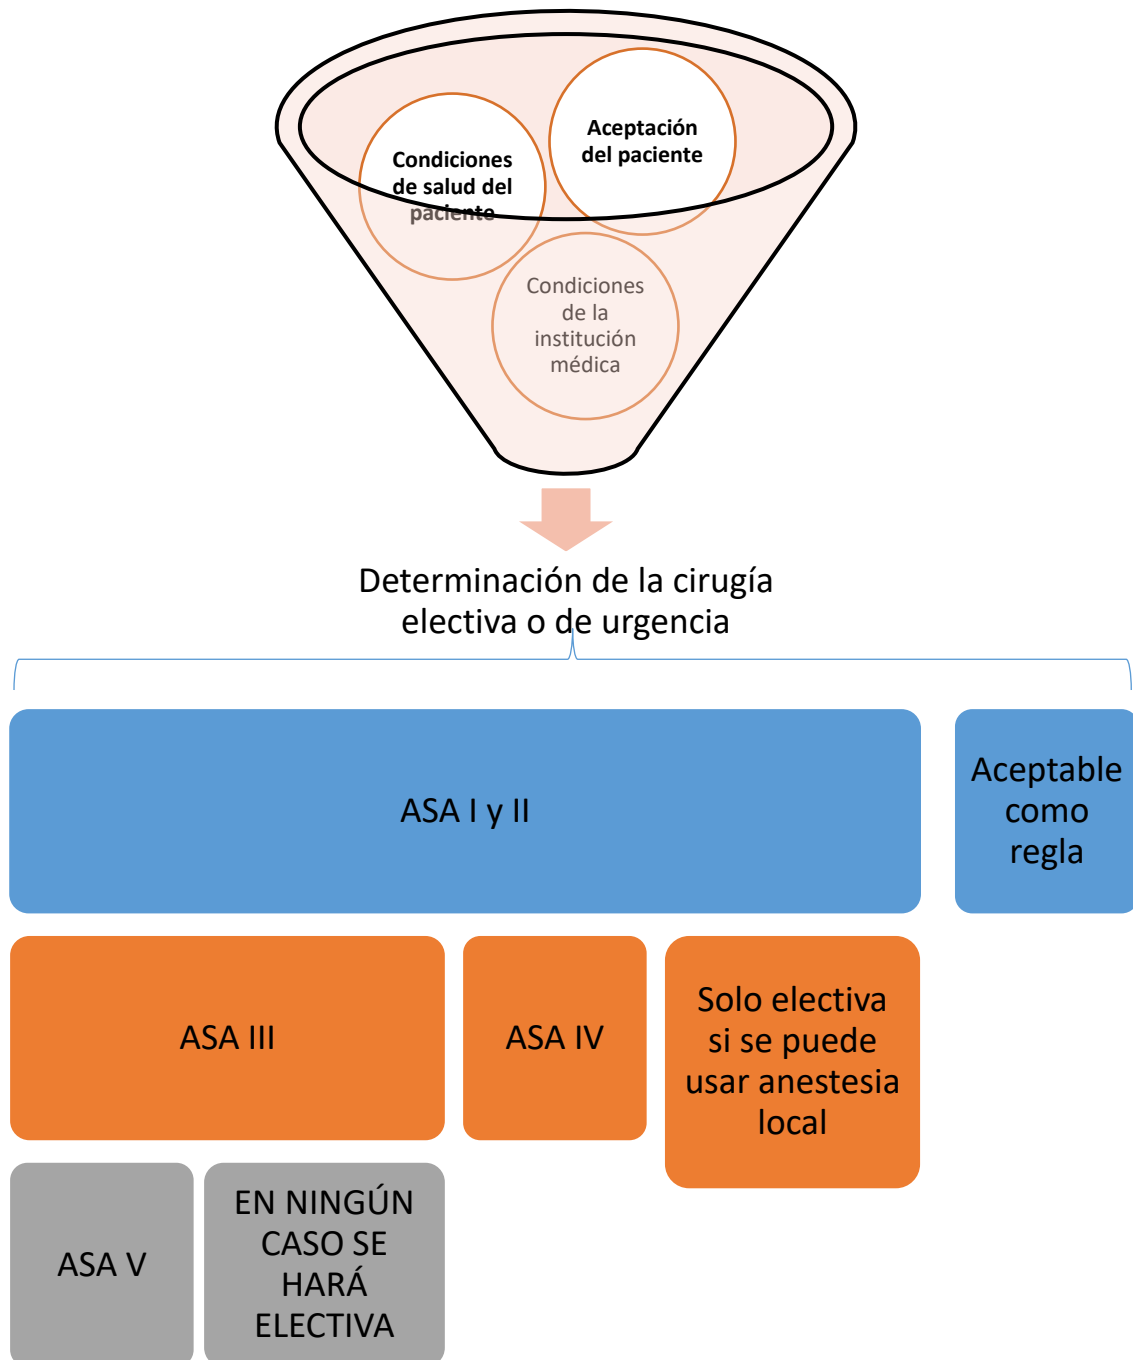 Aceptación
del paciente
Condiciones
de salud del
paciente
Condiciones
de la
institución
médica
Determinación de la cirugía
electiva o de urgencia
ASA I y II
Aceptable
como
regla
ASA III
ASA IV
Solo electiva
si se puede
usar anestesia
local
ASA V
EN NINGÚN
CASO SE
HARÁ
ELECTIVA